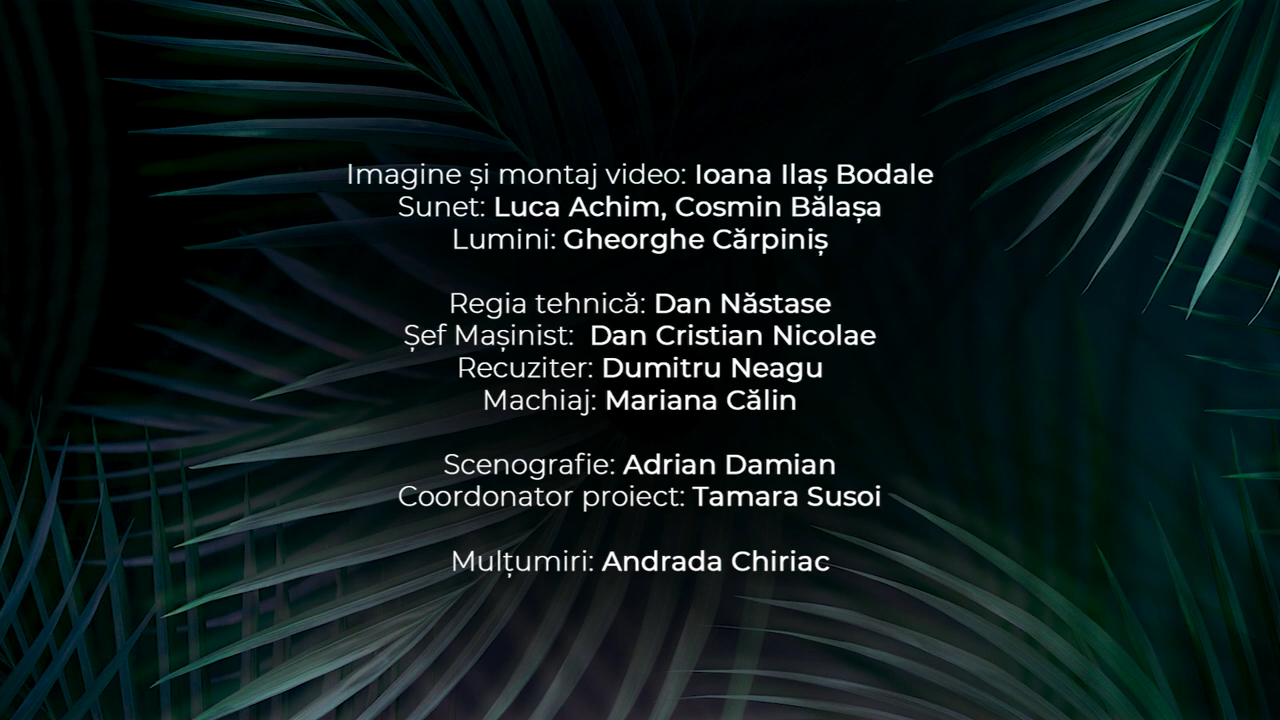 Imagine și montaj video: Ioana Ilaș Bodale
Sunet: Luca Achim, Cosmin Bălașa
Lumini: Gheorghe Cărpiniș
Regia tehnică: Dan Năstase
Șef Mașinist:  Dan Cristian Nicolae
Recuziter: Dumitru Neagu
Machiaj: Mariana Călin
Scenografie: Adrian Damian
Coordonator proiect: Tamara Susoi
Mulțumiri: Andrada Chiriac